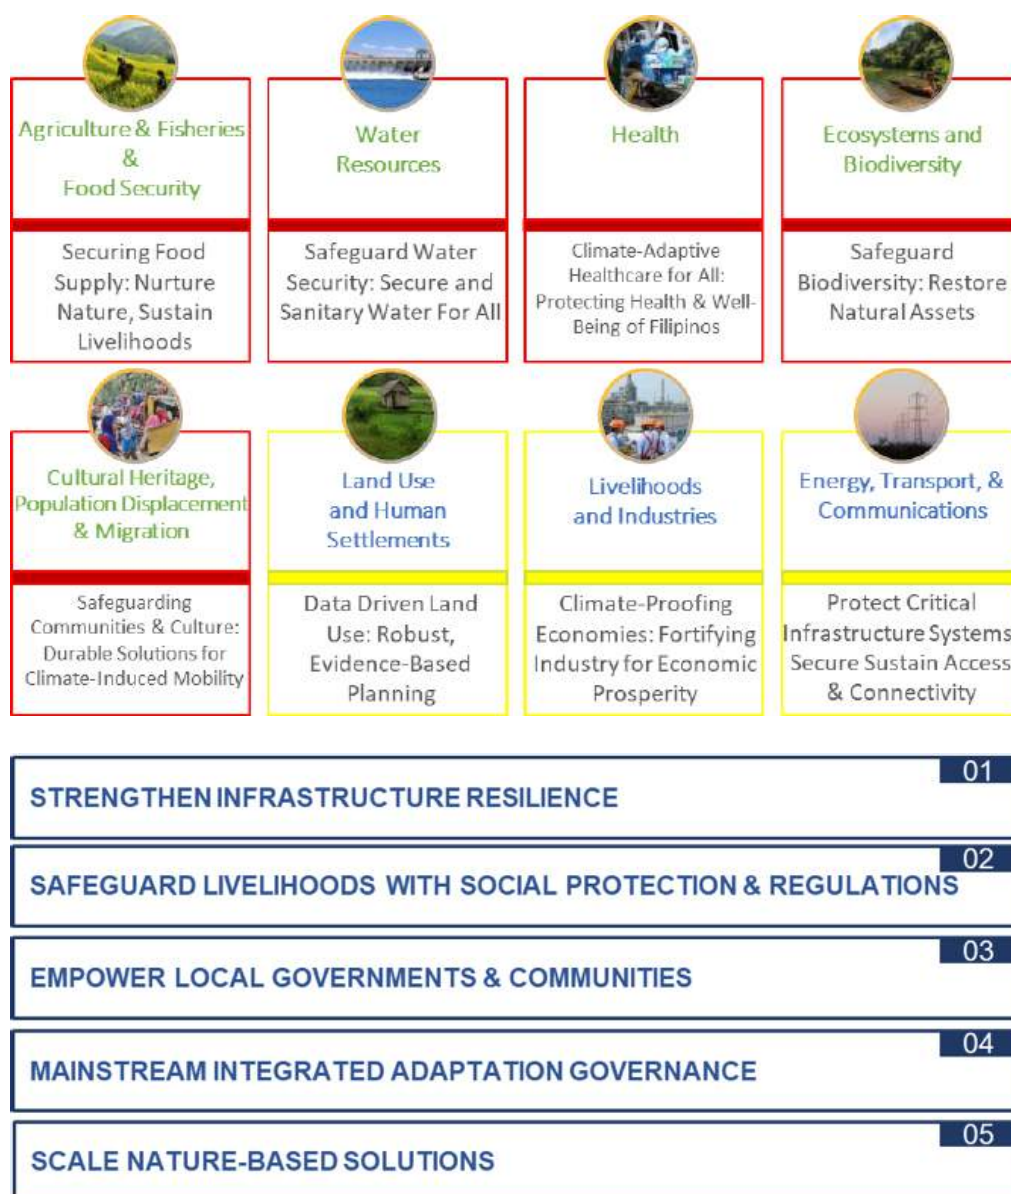 Agriculture & Fisheries
&
Food Security
Water
Resources
Health
Ecosystems and
Biodiversity
Securing Food
Supply: Nurture
Nature, Sustain
Livelihoods
Safeguard Water
Security: Secure and
Sanitary Water For All
Climate-Adaptive
Healthcare for All:
Protecting Health & Well-
Being of Filipinos
Safeguard
Biodiversity: Restore
Natural Assets
Cultural Heritage,
Population Displacement
& Migration
Land Use
and Human
Settlements
Livelihoods
and Industries
Energy, Transport, &
Communications
Safeguarding
Communities & Culture:
Durable Solutions for
Climate-Induced Mobility
Data Driven Land
Use: Robust,
Evidence-Based
Planning
Climate-Proofing
Economies: Fortifying
Industry for Economic
Prosperity
Protect Critical
Infrastructure Systems
Secure Sustain Access
& Connectivity
01
STRENGTHEN INFRASTRUCTURE RESILIENCE
02
SAFEGUARD LIVELIHOODS WITH SOCIAL PROTECTION & REGULATIONS
03
EMPOWER LOCAL GOVERNMENTS & COMMUNITIES
04
MAINSTREAM INTEGRATED ADAPTATION GOVERNANCE
05
SCALE NATURE-BASED SOLUTIONS